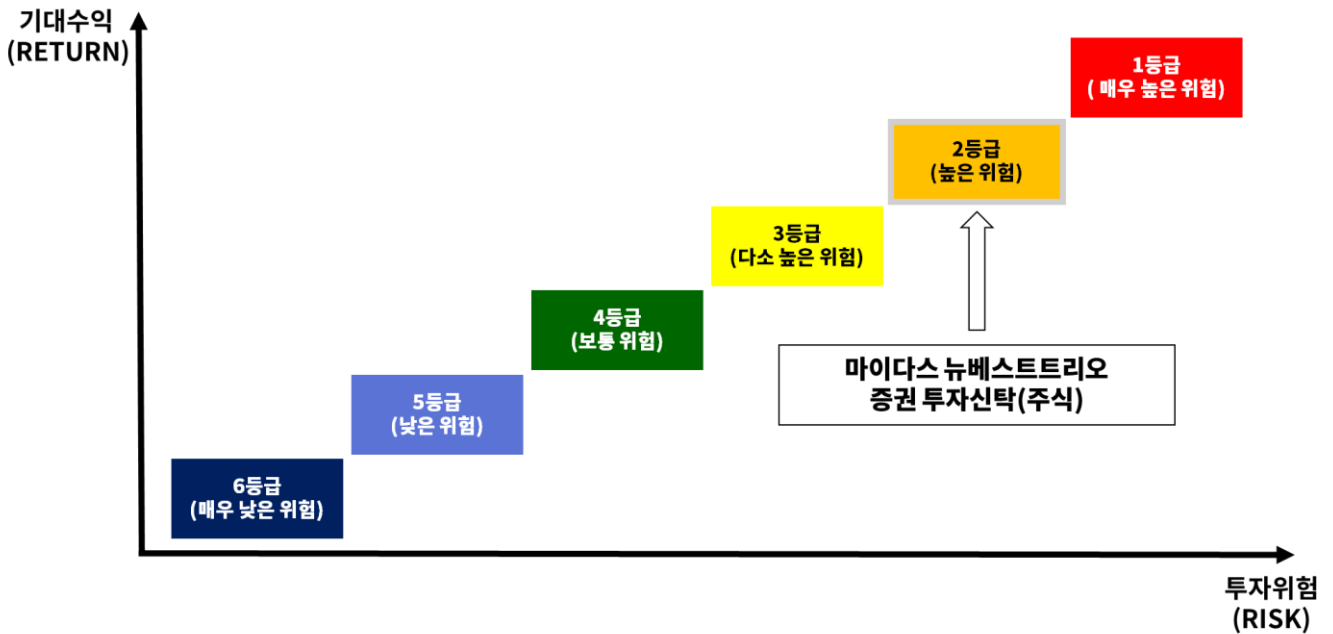 기대수익
(RETURN)
1등급
( 매우 높은 위험)
2등급
(높은 위험)
3등급
(다소 높은 위험)
4등급
(보통 위험)
마이다스 뉴베스트트리오
증권 투자신탁(주식)
5등급
(낮은 위험)
6등급
(매우 낮은 위험)
투자위험
(RISK)